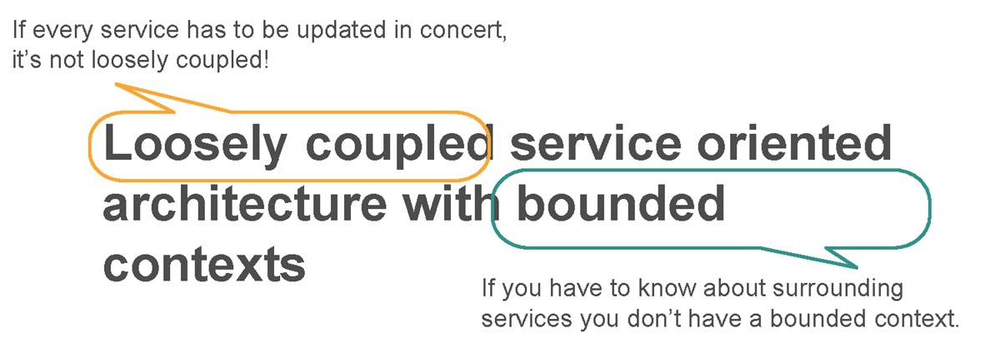 If every service has to be updated in concert,
it's not loosely coupled!
Loosely coupled service oriented
architecture with bounded
contexts
If you have to know about surrounding
services you don't have a bounded context.